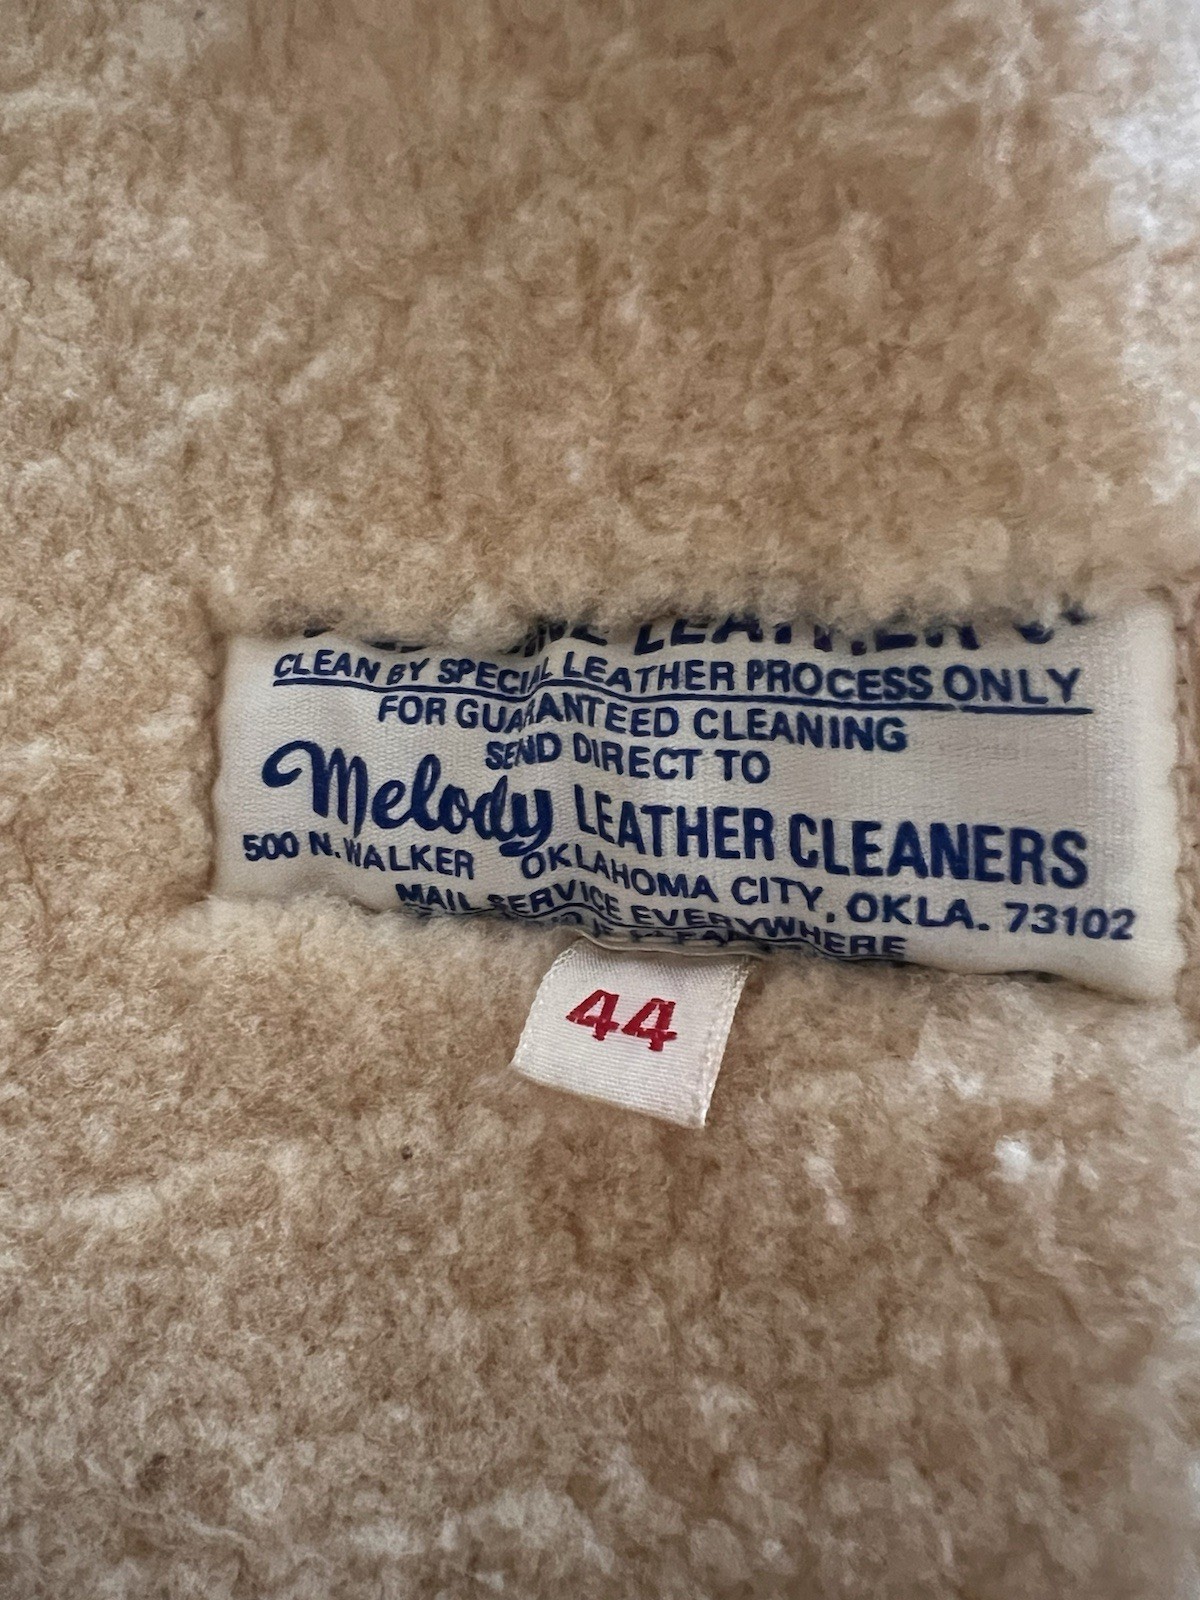 LEATHER
CLEAN BY SPECIAL LEATHER PROCESS ONLY
FOR GUARANTEED CLEANING
SEND DIRECT TO
Melody LEATHER CLEANERS
500 N. WALKER OKLAHOMA CITY, OKLA. 73102
MAIL SERVICE EVERYWHERE
44